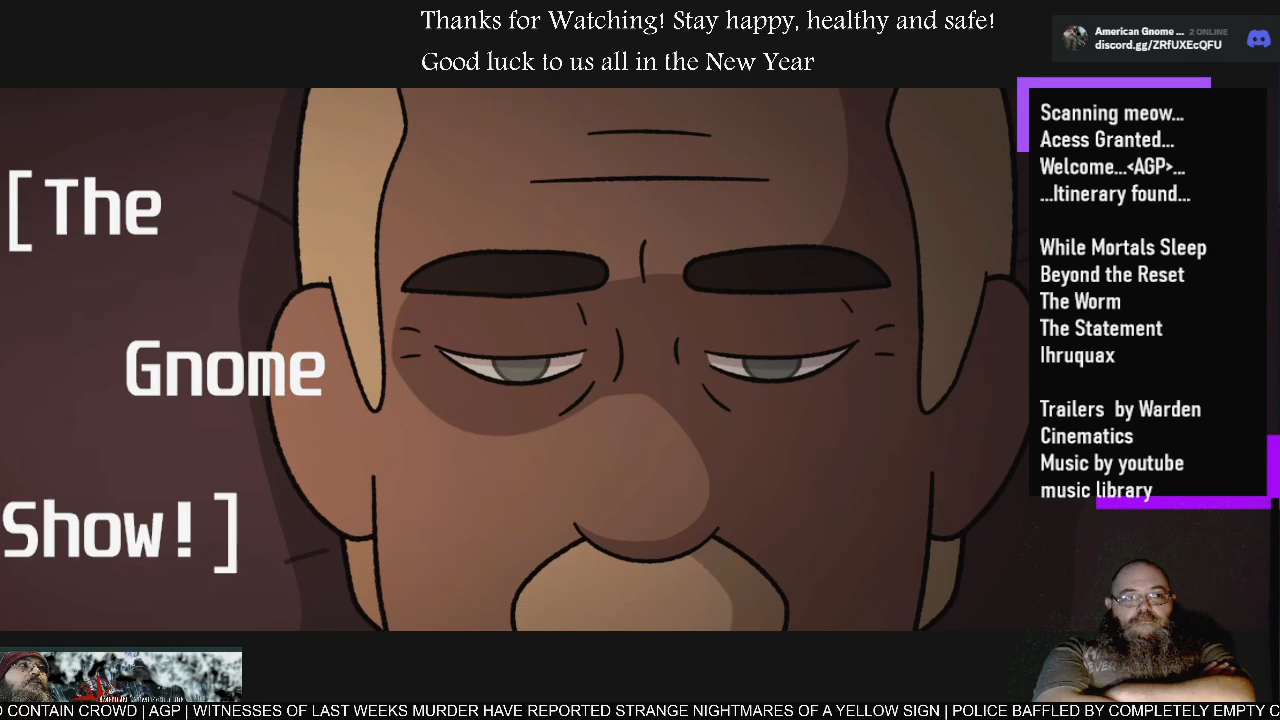 Thanks for Watching! Stay happy, healthy and safe!
Good luck to us all in the New Year
American Gnome ... 2 ONLINE
discord.gg/ZRfUXEcQFU
[The
Gnome
Show!]
Scanning meow...
Acess Granted...
Welcome...<AGP>...
...Itinerary found...
While Mortals Sleep
Beyond the Reset
The Worm
The Statement
Ihruquax
Trailers by Warden
Cinematics
Music by youtube
music library
CONTAIN CROWD | AGP | WITNESSES OF LAST WEEKS MURDER HAVE REPORTED STRANGE NIGHTMARES OF A YELLOW SIGN | POLICE BAFFLED BY COMPLETELY EMPTY